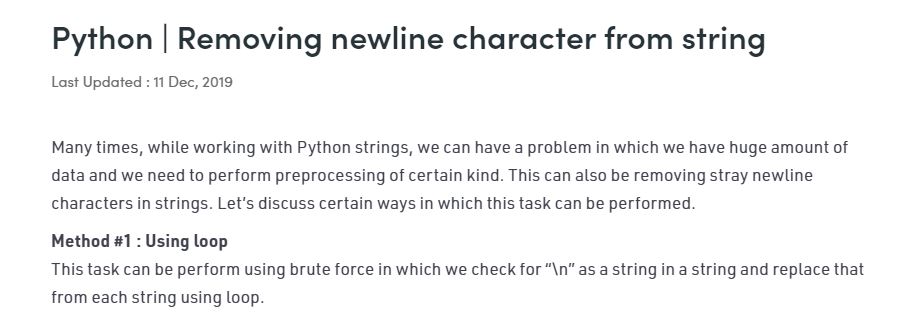 Python | Removing newline character from string
Last Updated : 11 Dec, 2019
Many times, while working with Python strings, we can have a problem in which we have huge amount of
data and we need to perform preprocessing of certain kind. This can also be removing stray newline
characters in strings. Let’s discuss certain ways in which this task can be performed.
Method #1 : Using loop
This task can be perform using brute force in which we check for “\n” as a string in a string and replace that
from each string using loop.